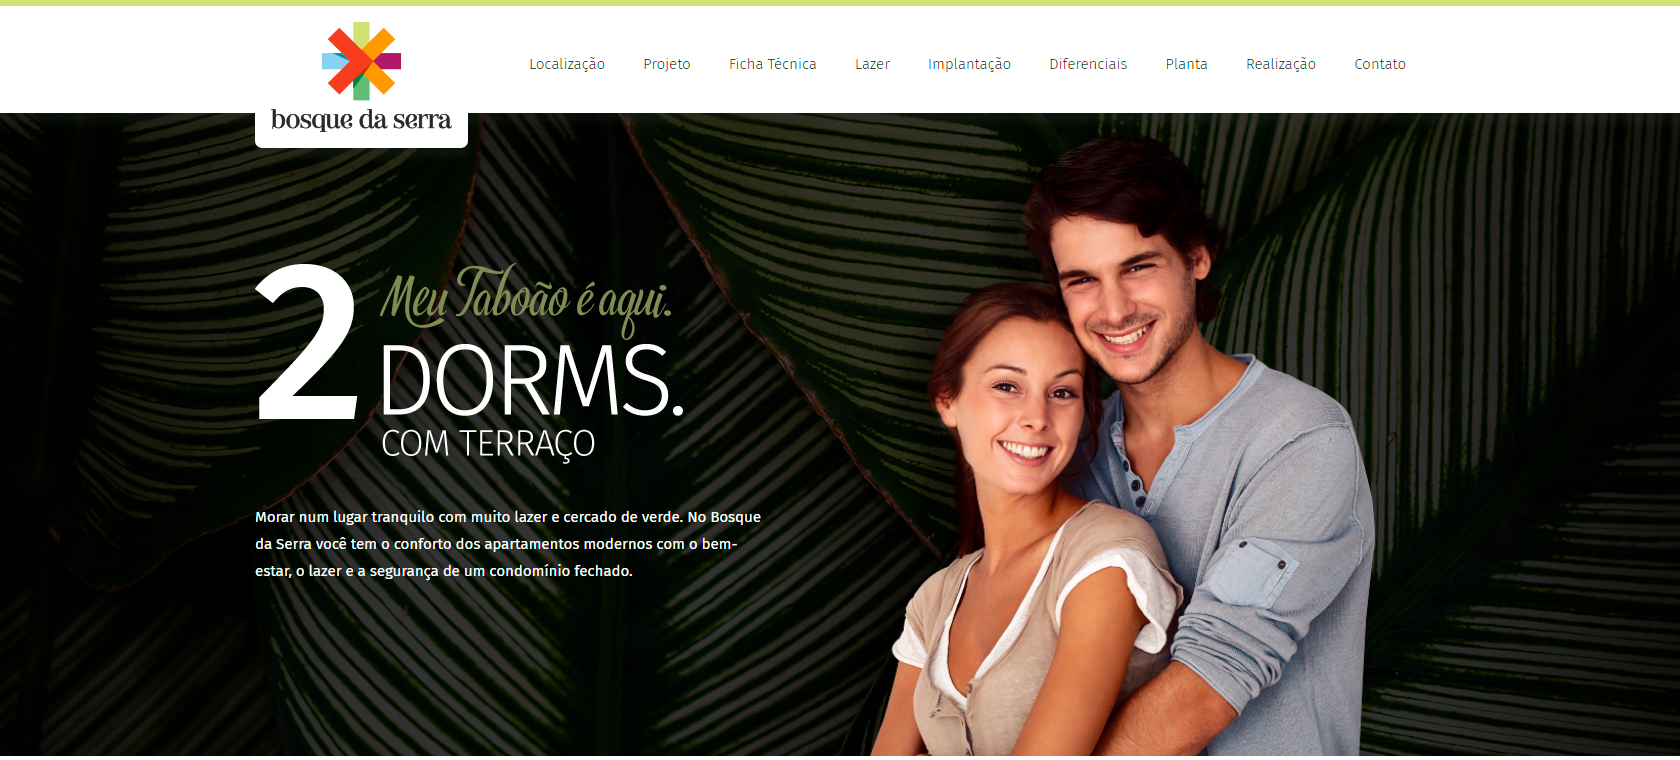 bosque da serra
Localização Projeto Ficha Técnica Lazer Implantação Diferenciais Planta Realização Contato
2
Meu Taboão é aqui.
DORMS.
COM TERRAÇO
Morar num lugar tranquilo com muito lazer e cercado de verde. No Bosque
da Serra você tem o conforto dos apartamentos modernos com o bem-
estar, o lazer e a segurança de um condomínio fechado.